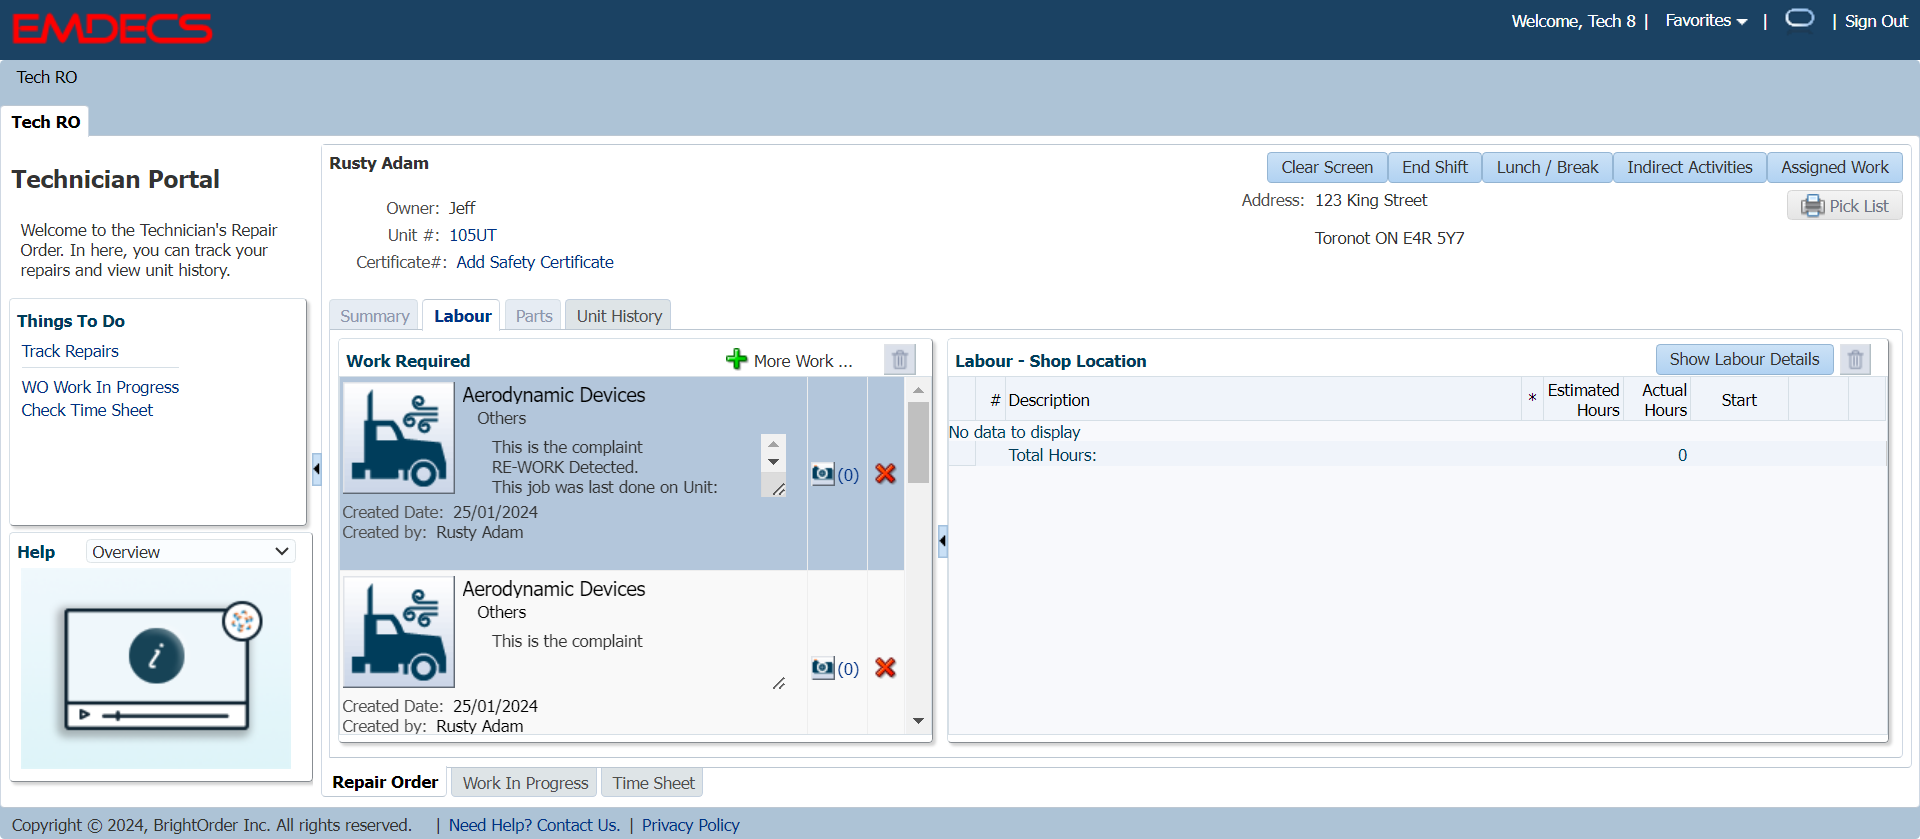 EMDECS
Welcome, Tech 8 | Favorites | | Sign Out
Tech RO
Tech RO
Technician Portal
Welcome to the Technician's Repair
Order. In here, you can track your
repairs and view unit history.
Things To Do
Track Repairs
WO Work In Progress
Check Time Sheet
Help Overview
i
Rusty Adam
Clear Screen End Shift Lunch / Break Indirect Activities Assigned Work
Owner: Jeff
Unit #: 105UT
Certificate#: Add Safety Certificate
Address: 123 King Street
Toronot ON E4R 5Y7
Pick List
Summary Labour Parts Unit History
Work Required More Work ...
Aerodynamic Devices
Others
This is the complaint
RE-WORK Detected.
This job was last done on Unit:
(0)
Created Date: 25/01/2024
Created by: Rusty Adam
Aerodynamic Devices
Others
This is the complaint
(0)
Created Date: 25/01/2024
Created by: Rusty Adam
Labour - Shop Location Show Labour Details
# Description * Estimated Hours Actual Hours Start
No data to display
Total Hours: 0
Repair Order Work In Progress Time Sheet
Copyright © 2024, BrightOrder Inc. All rights reserved. | Need Help? Contact Us. | Privacy Policy